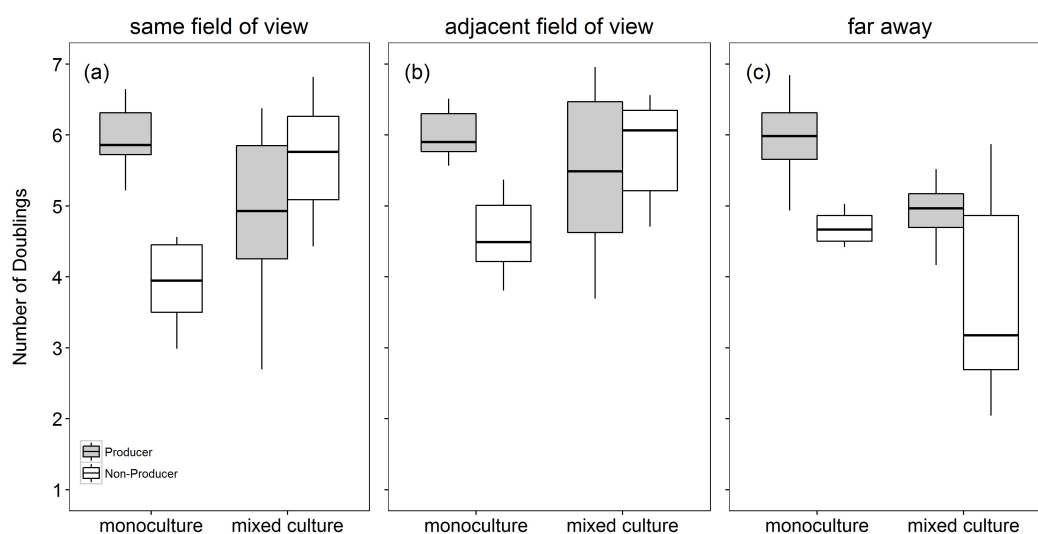 same field of view
adjacent field of view
far away
(a)
(b)
(c)
Number of Doublings
7
6
5
4
3
2
1
Producer
Non-Producer
monoculture
mixed culture
monoculture
mixed culture
monoculture
mixed culture